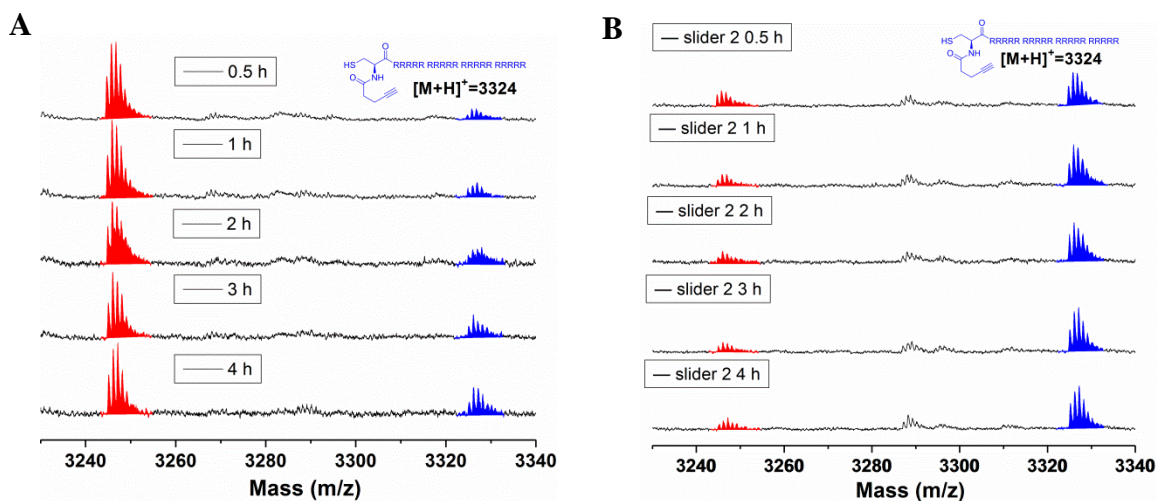 A
0.5 h
O
HS
RRRRR RRRRR RRRRR RRRRR
NH
O
[M+H]⁺=3324
1 h
2 h
3 h
4 h
3240 3260 3280 3300 3320 3340
Mass (m/z)
B
— slider 2 0.5 h
O
HS
RRRRR RRRRR RRRRR RRRRR
NH
O
[M+H]⁺=3324
— slider 2 1 h
— slider 2 2 h
— slider 2 3 h
— slider 2 4 h
3240 3260 3280 3300 3320 3340
Mass (m/z)